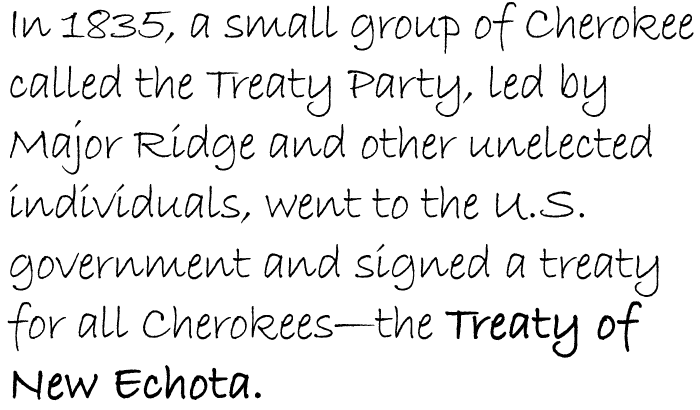 In 1835, a small group of Cherokee
called the Treaty Party, led by
Major Ridge and other unelected
individuals, went to the U.S.
government and signed a treaty
for all Cherokees—the Treaty of
New Echota.